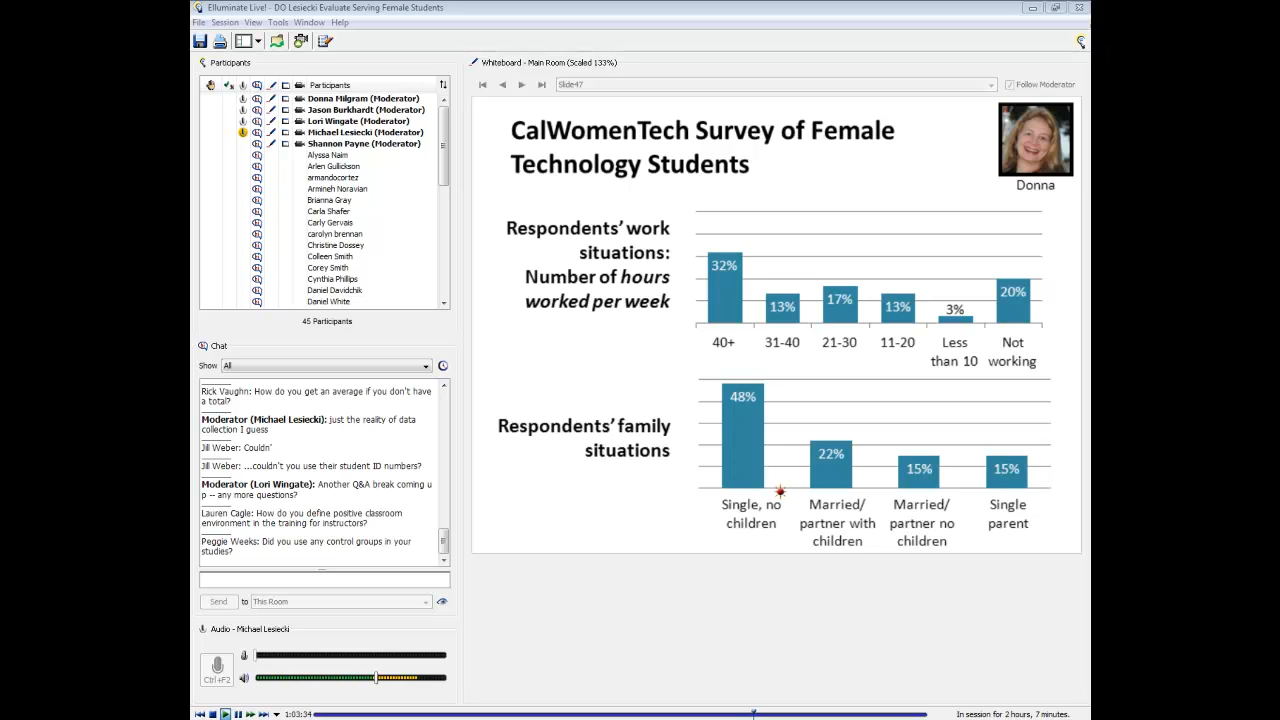 Elluminate Live! - DO Lesiecki Evaluate Serving Female Students
File Session View Tools Window Help
Participants
Participants
Donna Milgram (Moderator)
Jason Burkhardt (Moderator)
Lori Wingate (Moderator)
Michael Lesiecki (Moderator)
Shannon Payne (Moderator)
Alyssa Naim
Arlen Gullickson
armandocortez
Armineh Noravian
Brianna Gray
Carla Shafer
Carly Gervais
carolyn brennan
Christine Dossey
Colleen Smith
Corey Smith
Cynthia Phillips
Daniel Davidchik
Daniel White
45 Participants
Chat
Show All
Rick Vaughn: How do you get an average if you don't have
a total?
Moderator (Michael Lesiecki): just the reality of data
collection I guess
Jill Weber: Couldn'
Jill Weber: ...couldn't you use their student ID numbers?
Moderator (Lori Wingate): Another Q&A break coming u
p -- any more questions?
Lauren Cagle: How do you define positive classroom
environment in the training for instructors?
Peggie Weeks: Did you use any control groups in your
studies?
Send to This Room
Audio - Michael Lesiecki
Ctrl+F2
Whiteboard - Main Room (Scaled 133%)
Slide47
Follow Moderator
CalWomenTech Survey of Female
Technology Students
Donna
Respondents' work
situations:
Number of hours
worked per week
32% 13% 17% 13% 3% 20%
40+ 31-40 21-30 11-20 Less Not
than 10 working
Respondents' family
situations
48% 22% 15% 15%
Single, no Married/ Married/ Single
children partner with partner no parent
children children
1:03:34
In session for 2 hours, 7 minutes.